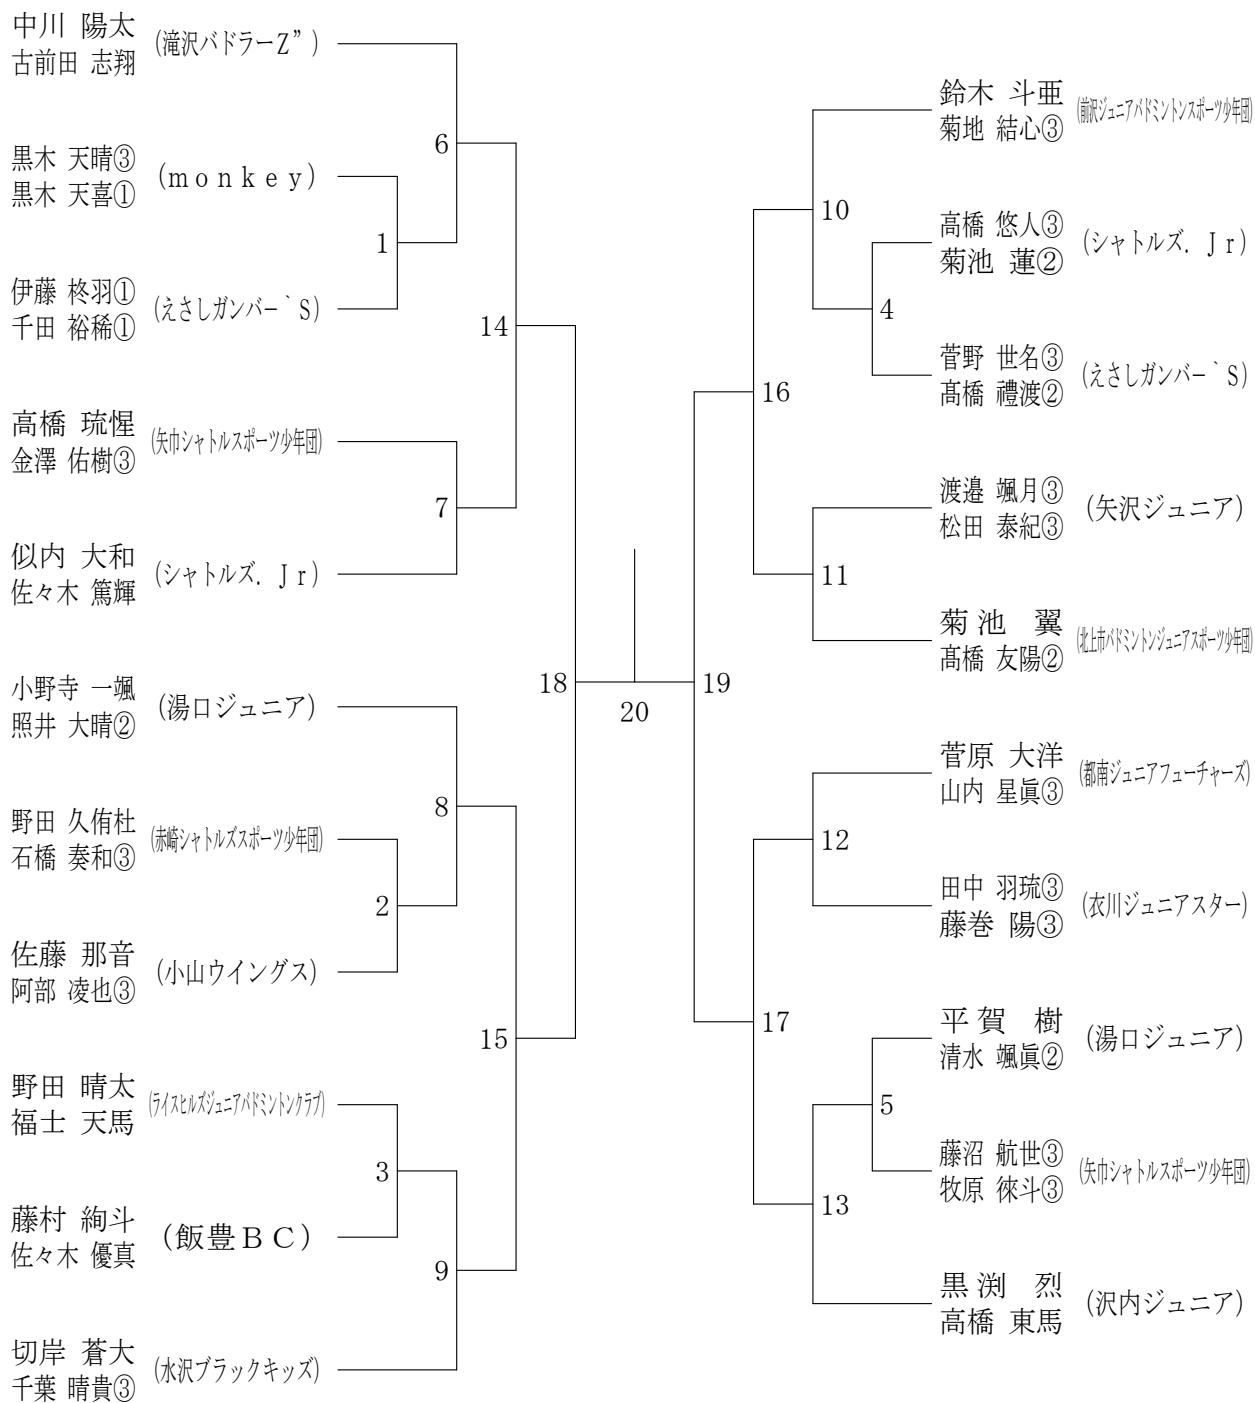 中川 陽太
古前田 志翔
(滝沢バドラーZ”)
黒木 天晴③
黒木 天喜①
(monkey)
1
伊藤 柊羽①
千田 裕稀①
(えさしガンバー｀S)
6
高橋 琉惺
金澤 佑樹③
(矢巾シャトルスポーツ少年団)
7
似内 大和
佐々木 篤輝
(シャトルズ．Jr)
14
小野寺 一颯
照井 大晴②
(湯口ジュニア)
8
野田 久侑杜
石橋 奏和③
(赤崎シャトルズスポーツ少年団)
2
佐藤 那音
阿部 凌也③
(小山ウイングス)
15
野田 晴太
福士 天馬
(ライスヒルズジュニアバドミントンクラブ)
3
藤村 絢斗
佐々木 優真
(飯豊BC)
9
切岸 蒼大
千葉 晴貴③
(水沢ブラックキッズ)
18
20
19
鈴木 斗亜
菊地 結心③
(前沢ジュニアバドミントンスポーツ少年団)
10
高橋 悠人③
菊池 蓮②
(シャトルズ．Jr)
4
菅野 世名③
髙橋 禮渡②
(えさしガンバー｀S)
16
渡邉 颯月③
松田 泰紀③
(矢沢ジュニア)
11
菊池 翼
髙橋 友陽②
(北上市バドミントンジュニアスポーツ少年団)
菅原 大洋
山内 星眞③
(都南ジュニアフューチャーズ)
12
田中 羽琉③
藤巻 陽③
(衣川ジュニアスター)
17
平賀 樹
清水 颯眞②
(湯口ジュニア)
5
藤沼 航世③
牧原 徠斗③
(矢巾シャトルスポーツ少年団)
13
黒渕 烈
高橋 東馬
(沢内ジュニア)